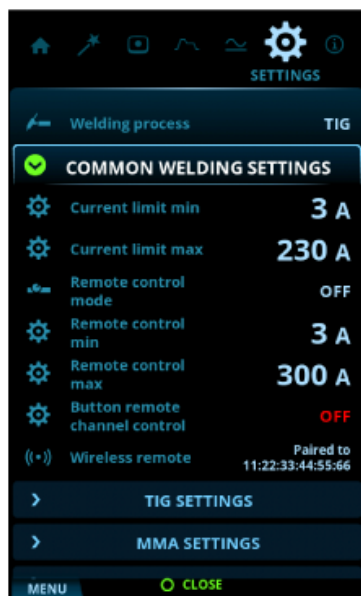 SETTINGS
Welding process TIG
COMMON WELDING SETTINGS
Current limit min 3 A
Current limit max 230 A
Remote control
mode OFF
Remote control
min 3 A
Remote control
max 300 A
Button remote
channel control OFF
Wireless remote Paired to
11:22:33:44:55:66
TIG SETTINGS
MMA SETTINGS
MENU CLOSE